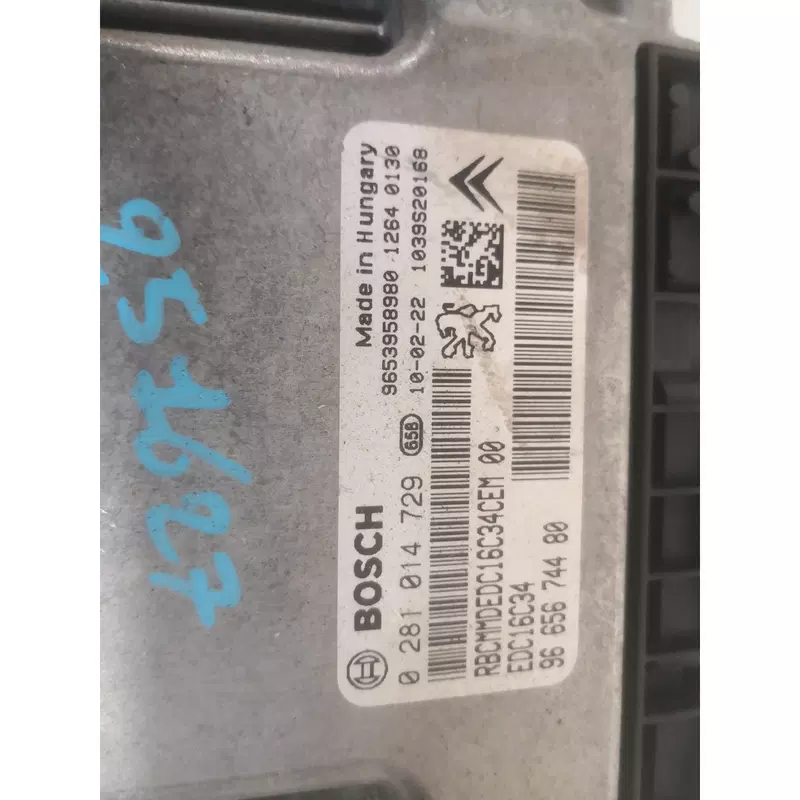 BOSCH
Made in Hungary
9653958980 1264 0130
0 281 014 729
658
10-02-22 1039S20168
RBCMMDEDC16C34CEM 00
EDC16C34
96 656 744 80
951627